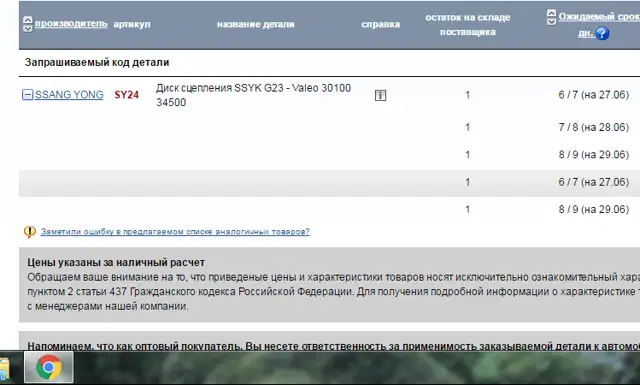 производитель артикул название детали справка остаток на складе поставщика Ожидаемый срок дн.
Запрашиваемый код детали
SSANG YONG SY24 Диск сцепления SSYK G23 - Valeo 30100 34500 1 6 / 7 (на 27.06)
1 7 / 8 (на 28.06)
1 8 / 9 (на 29.06)
1 6 / 7 (на 27.06)
1 8 / 9 (на 29.06)
Заметили ошибку в предлагаемом списке аналогичных товаров?
Цены указаны за наличный расчет
Обращаем ваше внимание на то, что приведеные цены и характеристики товаров носят исключительно ознакомительный хара
пунктом 2 статьи 437 Гражданского кодекса Российской Федерации. Для получения подробной информации о характеристике т
с менеджерами нашей компании.
Напоминаем, что как оптовый покупатель, Вы несете ответственность за применимость заказываемой детали к автомоб